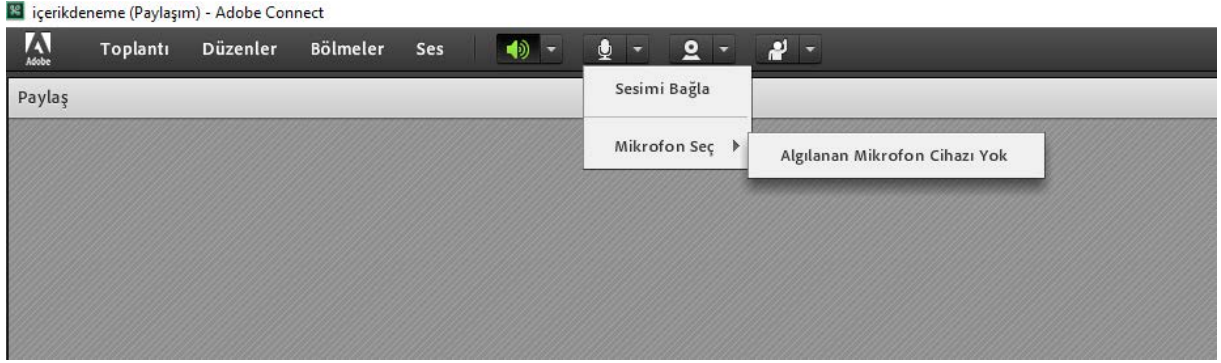 içerikdeneme (Paylaşım) - Adobe Connect
Adobe Toplantı Düzenler Bölmeler Ses
Paylaş
Sesimi Bağla
Mikrofon Seç
Algılanan Mikrofon Cihazı Yok